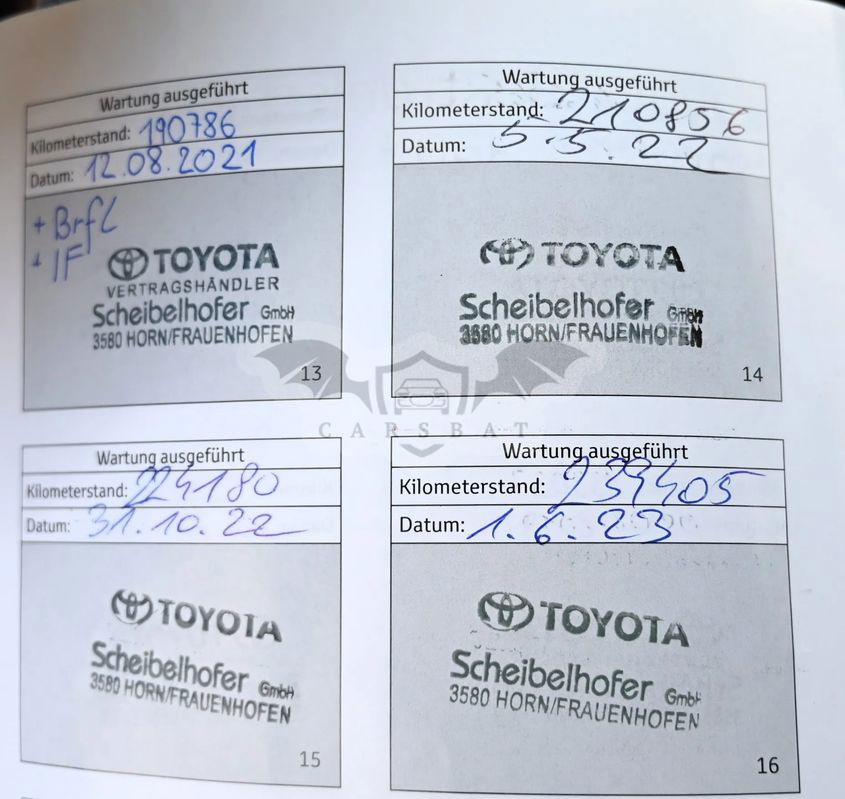 Wartung ausgeführt
Kilometerstand: 190786
Datum: 12.08.2021
+ Brfl
+ IF
TOYOTA
VERTRAGSHÄNDLER
Scheibelhofer GmbH
3580 HORN/FRAUENHOFEN
13
Wartung ausgeführt
Kilometerstand: 210856
Datum: 5.5.22
TOYOTA
Scheibelhofer GmbH
3580 HORN/FRAUENHOFEN
14
CARSBAT
Wartung ausgeführt
Kilometerstand: 224180
Datum: 31.10.22
TOYOTA
Scheibelhofer GmbH
3580 HORN/FRAUENHOFEN
15
Wartung ausgeführt
Kilometerstand: 239405
Datum: 1.6.23
TOYOTA
Scheibelhofer GmbH
3580 HORN/FRAUENHOFEN
16